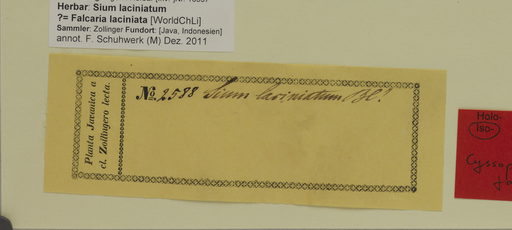 Herbar: Sium laciniatum
?= Falcaria laciniata [WorldChLi]
Sammler: Zollinger Fundort: [Java, Indonesien]
annot. F. Schuhwerk (M) Dez. 2011
Planta Javanica a
cl. Zollingero lecta.
No. 2588 Sium laciniatum Bl.
Holo-
Iso-